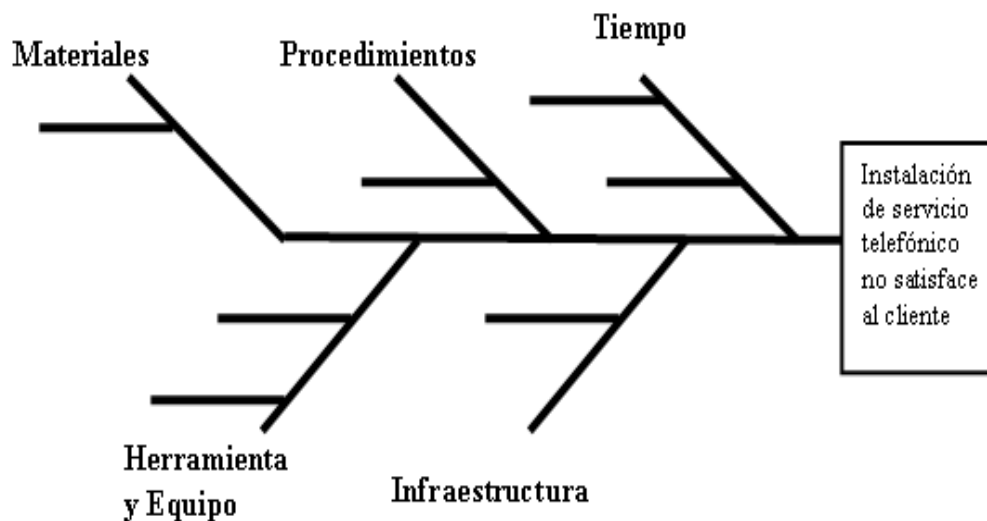 Materiales
Procedimientos
Tiempo
Instalación
de servicio
telefónico
no satisface
al cliente
Herramienta
y Equipo
Infraestructura